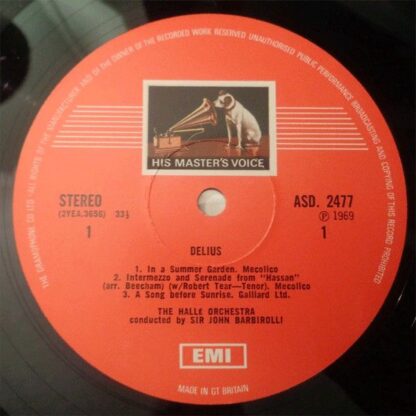 THE GRAMOPHONE CO LTD. ALL RIGHTS OF THE MANUFACTURER AND OF THE OWNER OF THE RECORDED WORK RESERVED UNAUTHORISED PUBLIC PERFORMANCE BROADCASTING AND COPYING OF THIS RECORD PROHIBITED
HIS MASTER'S VOICE
STEREO
(2YEA.3656) 33⅓
1
ASD. 2477
℗ 1969
1
DELIUS
1. In a Summer Garden. Mecolico
2. Intermezzo and Serenade from "Hassan"
(arr. Beecham) (w/Robert Tear—Tenor). Mecolico
3. A Song before Sunrise. Galliard Ltd.
THE HALLE ORCHESTRA
conducted by SIR JOHN BARBIROLLI
EMI
MADE IN GT BRITAIN